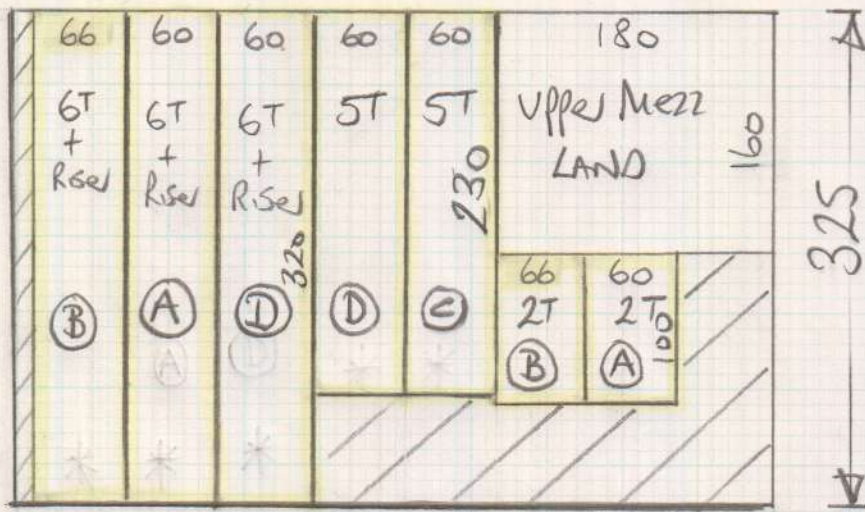 66 60 60 60 60 180
6T + Riser
6T + Riser
6T + Riser
5T
5T
Upper Mezz
LAND
160
230
320
325
66 60
2T 2T
100
B A D D C
B A
A D